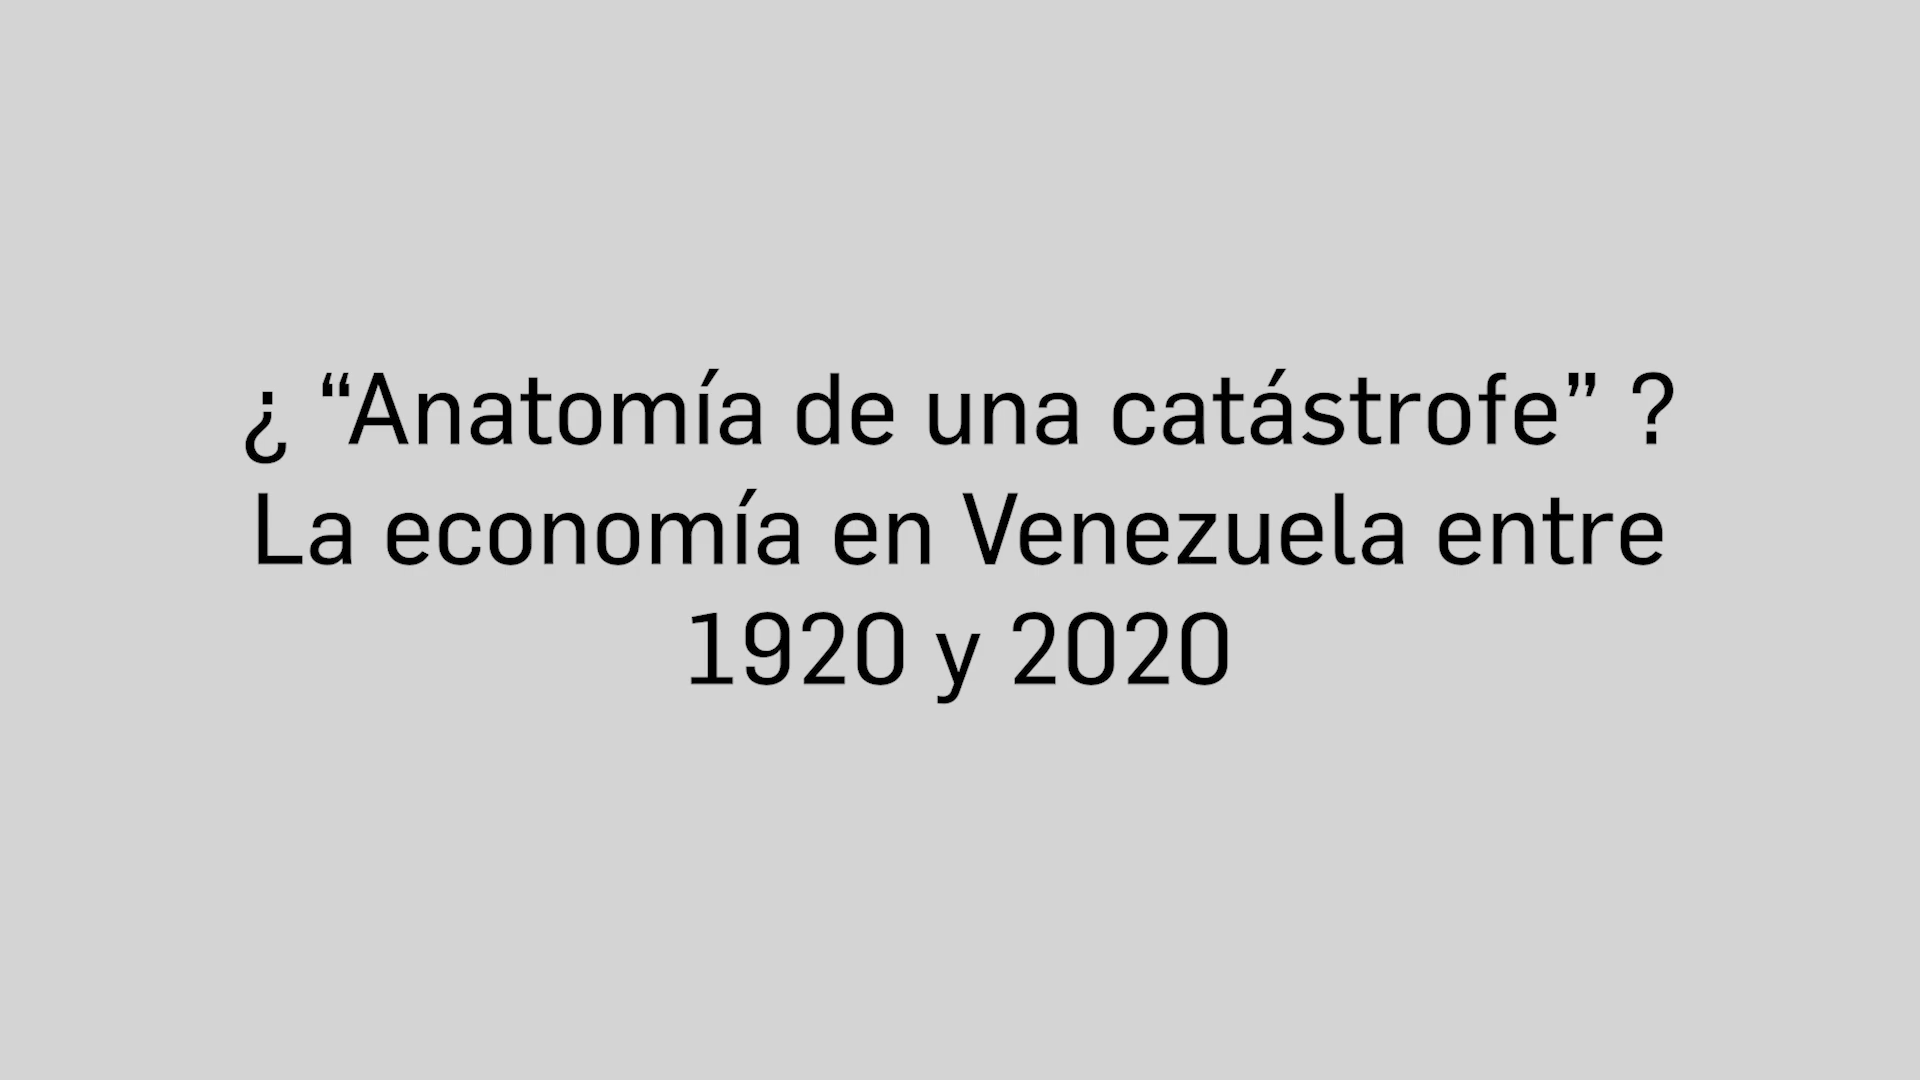 ¿ “Anatomía de una catástrofe” ?
La economía en Venezuela entre
1920 y 2020